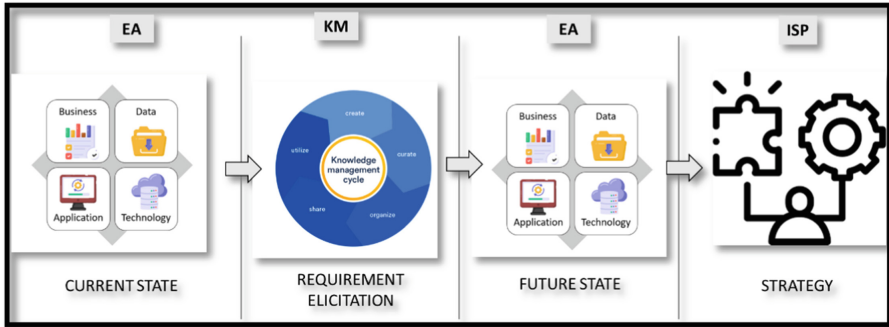 EA
KM
EA
ISP
Business
Data
Application
Technology
create
curate
organize
share
utilize
Knowledge
management
cycle
Business
Data
Application
Technology
CURRENT STATE
REQUIREMENT
ELICITATION
FUTURE STATE
STRATEGY